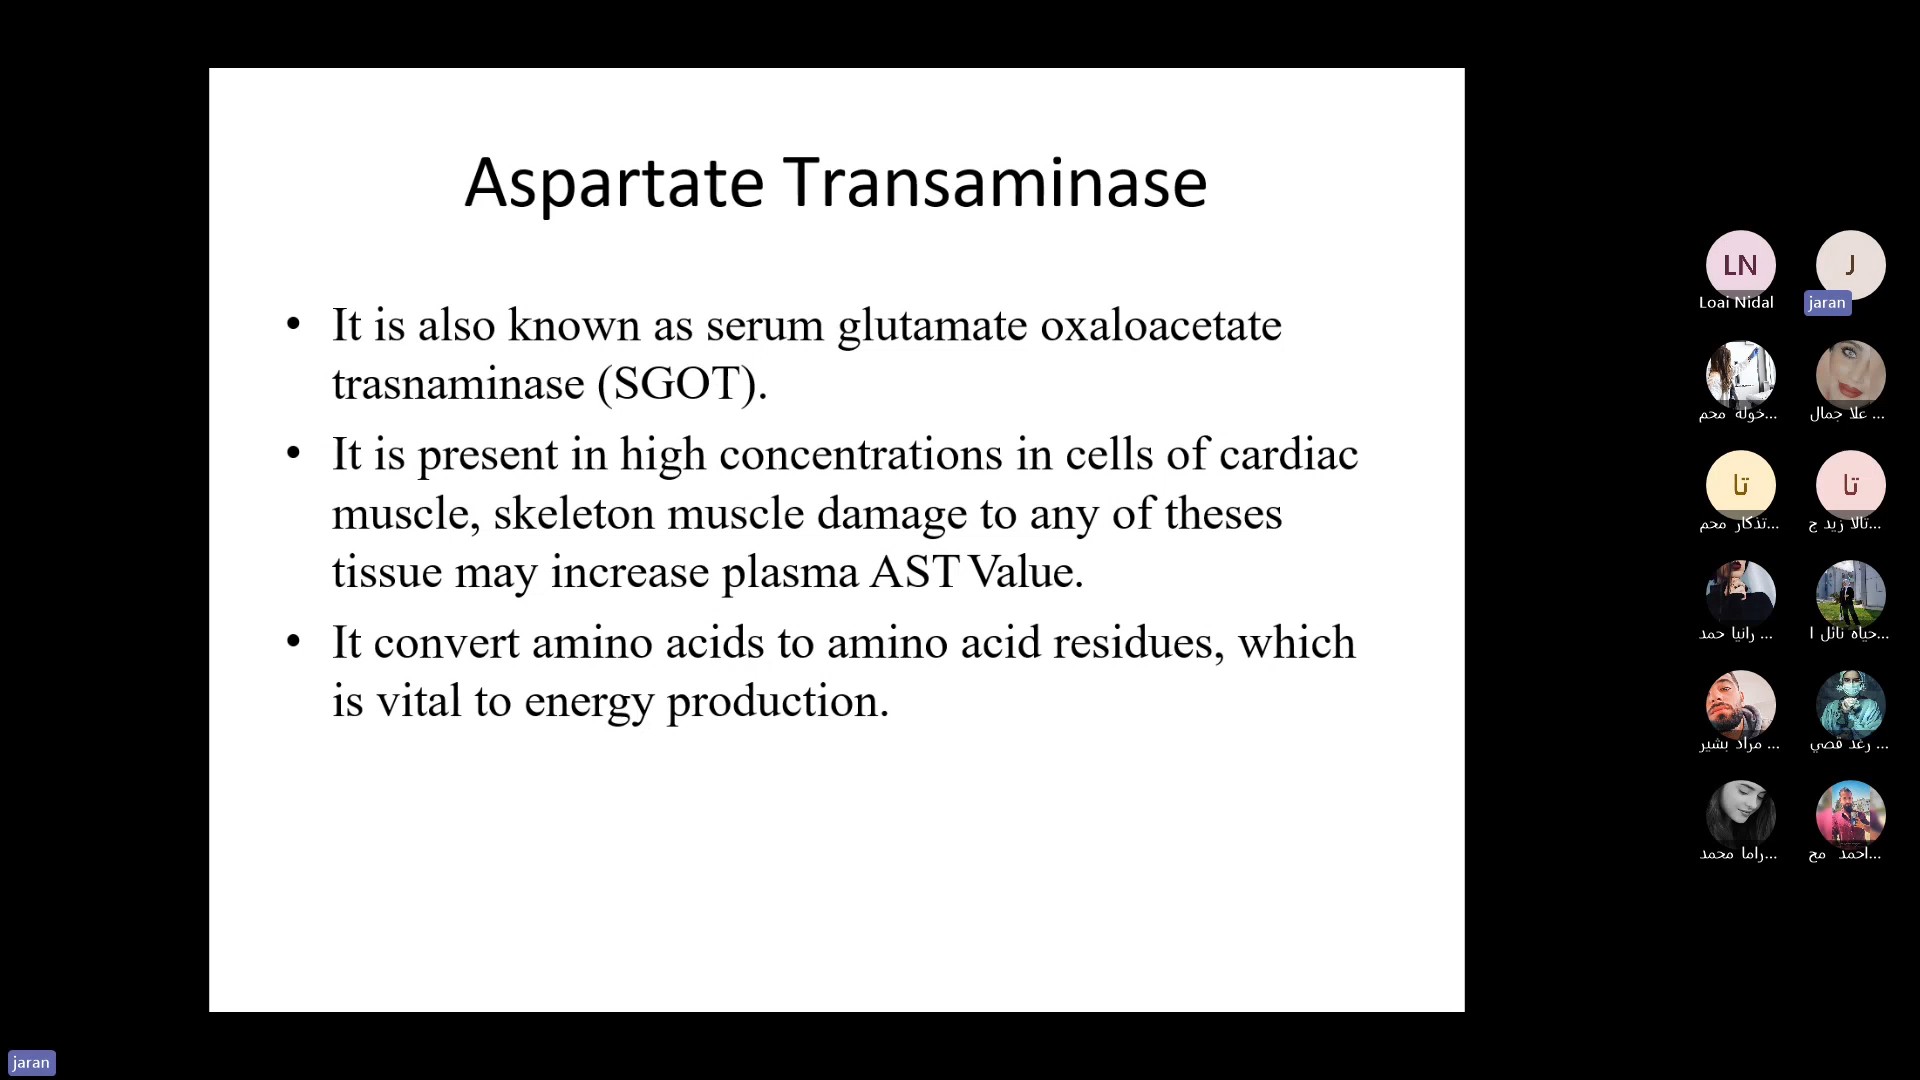 Aspartate Transaminase
• It is also known as serum glutamate oxaloacetate
trasnaminase (SGOT).
• It is present in high concentrations in cells of cardiac
muscle, skeleton muscle damage to any of theses
tissue may increase plasma AST Value.
• It convert amino acids to amino acid residues, which
is vital to energy production.
LN
J
Loai Nidal
jaran
خوله محم...
علا جمال ...
تا
تا
تذكار محم...
تالا زيد ج...
رانيا حمد ...
حياه نائل ا...
مراد بشير ...
رغد قصي ...
راما محمد...
احمد مح...
jaran